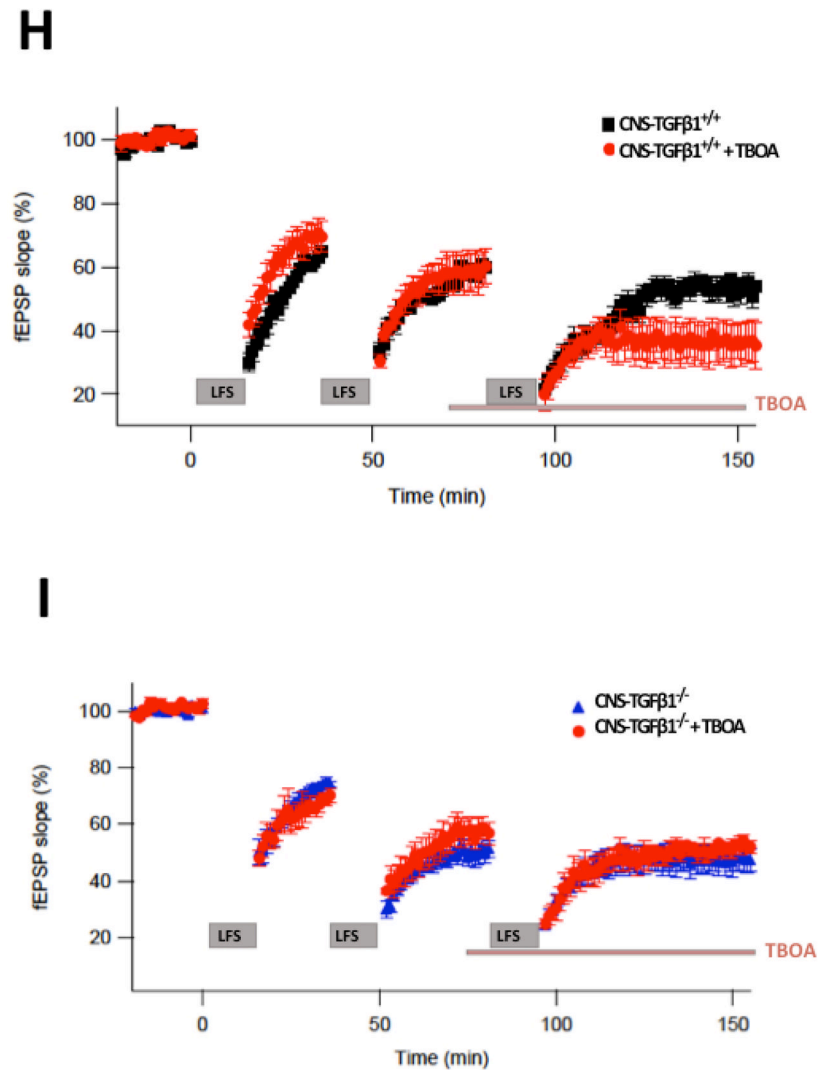 H
CNS-TGFβ1+/+
CNS-TGFβ1+/+ + TBOA
fEPSP slope (%)
100
80
60
40
20
LFS
LFS
LFS
TBOA
0
50
100
150
Time (min)
I
CNS-TGFβ1-/-
CNS-TGFβ1-/- + TBOA
fEPSP slope (%)
100
80
60
40
20
LFS
LFS
LFS
TBOA
0
50
100
150
Time (min)